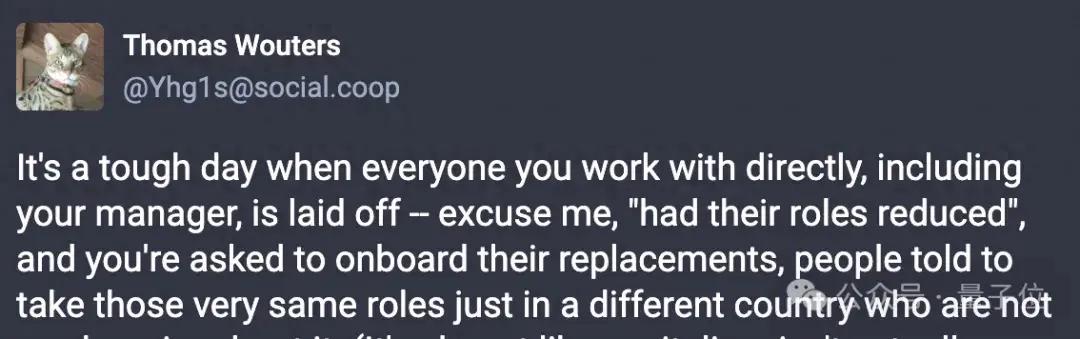 Thomas Wouters
@Yhg1s@social.coop
It's a tough day when everyone you work with directly, including
your manager, is laid off -- excuse me, "had their roles reduced",
and you're asked to onboard their replacements, people told to
take those very same roles just in a different country who are not
公众号 · 量子位